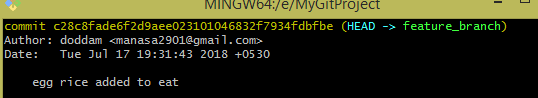 MINGW64:/e/MyGitProject
commit c28c8fade6f2d9aee023101046832f7934fdbfbe (HEAD -> feature_branch)
Author: doddam <manasa2901@gmail.com>
Date:   Tue Jul 17 19:31:43 2018 +0530
    egg rice added to eat